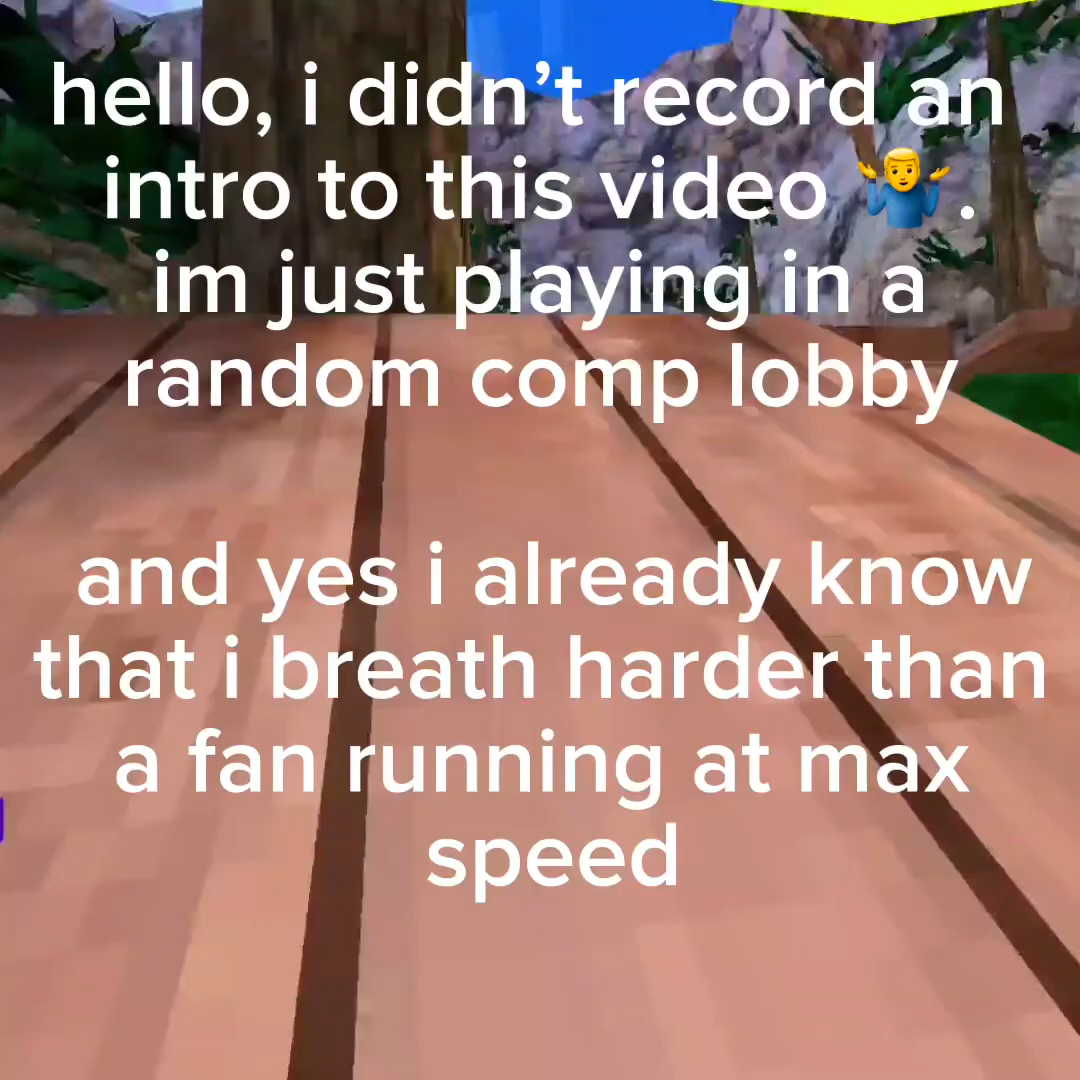 hello, i didn’t record an
intro to this video 🤷‍♂️ .
im just playing in a
random comp lobby
and yes i already know
that i breath harder than
a fan running at max
speed